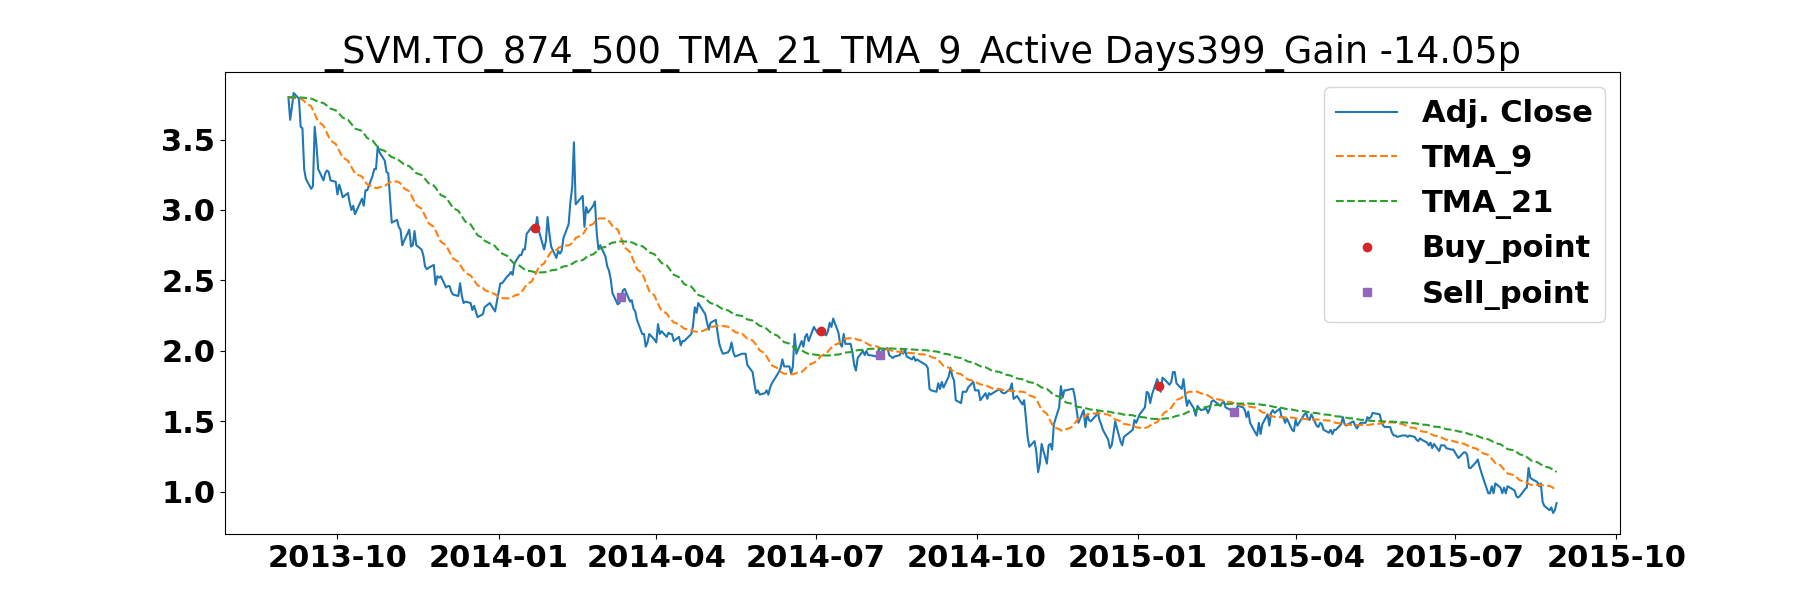 _SVM.TO_874_500_TMA_21_TMA_9_Active Days399_Gain -14.05p
Adj. Close
TMA_9
TMA_21
Buy_point
Sell_point
3.5
3.0
2.5
2.0
1.5
1.0
2013-10 2014-01 2014-04 2014-07 2014-10 2015-01 2015-04 2015-07 2015-10